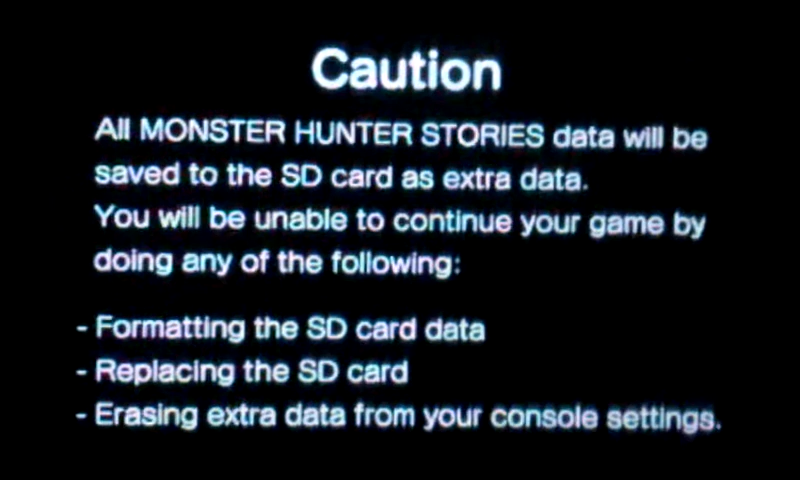 Caution
All MONSTER HUNTER STORIES data will be
saved to the SD card as extra data.
You will be unable to continue your game by
doing any of the following:
- Formatting the SD card data
- Replacing the SD card
- Erasing extra data from your console settings.